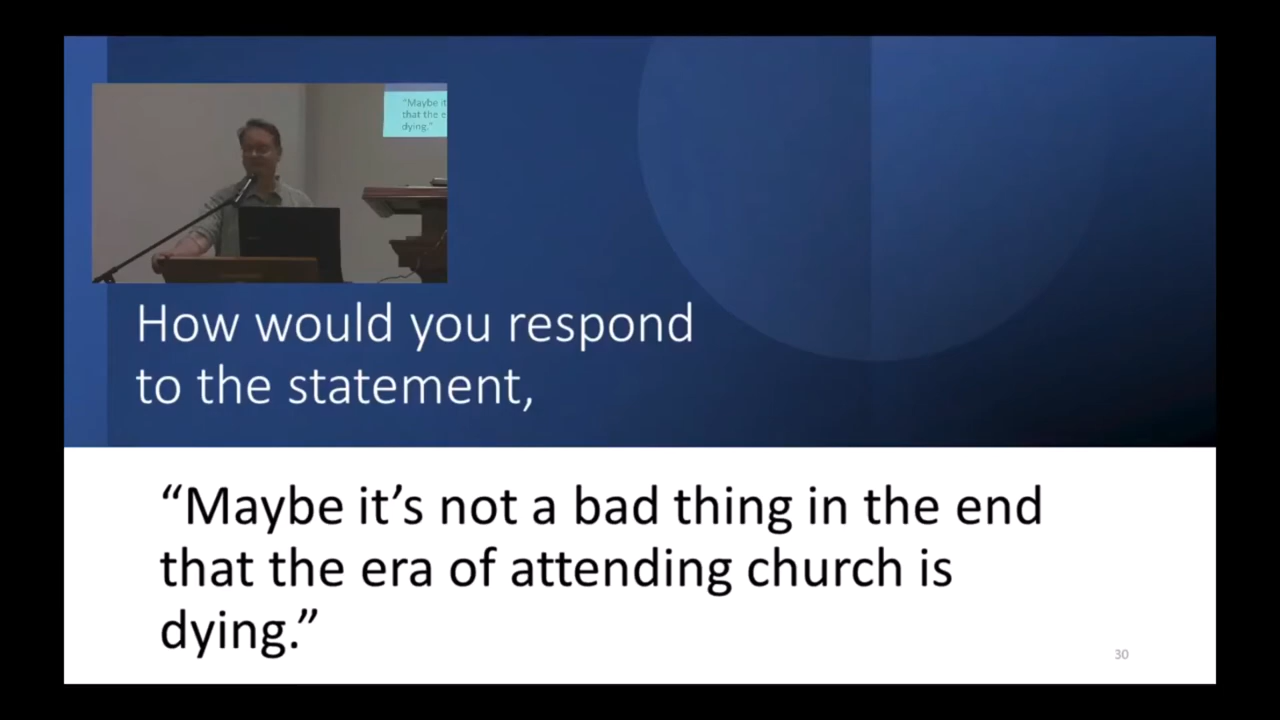 "Maybe it
that the e
dying."
How would you respond
to the statement,
“Maybe it’s not a bad thing in the end
that the era of attending church is
dying.”
30